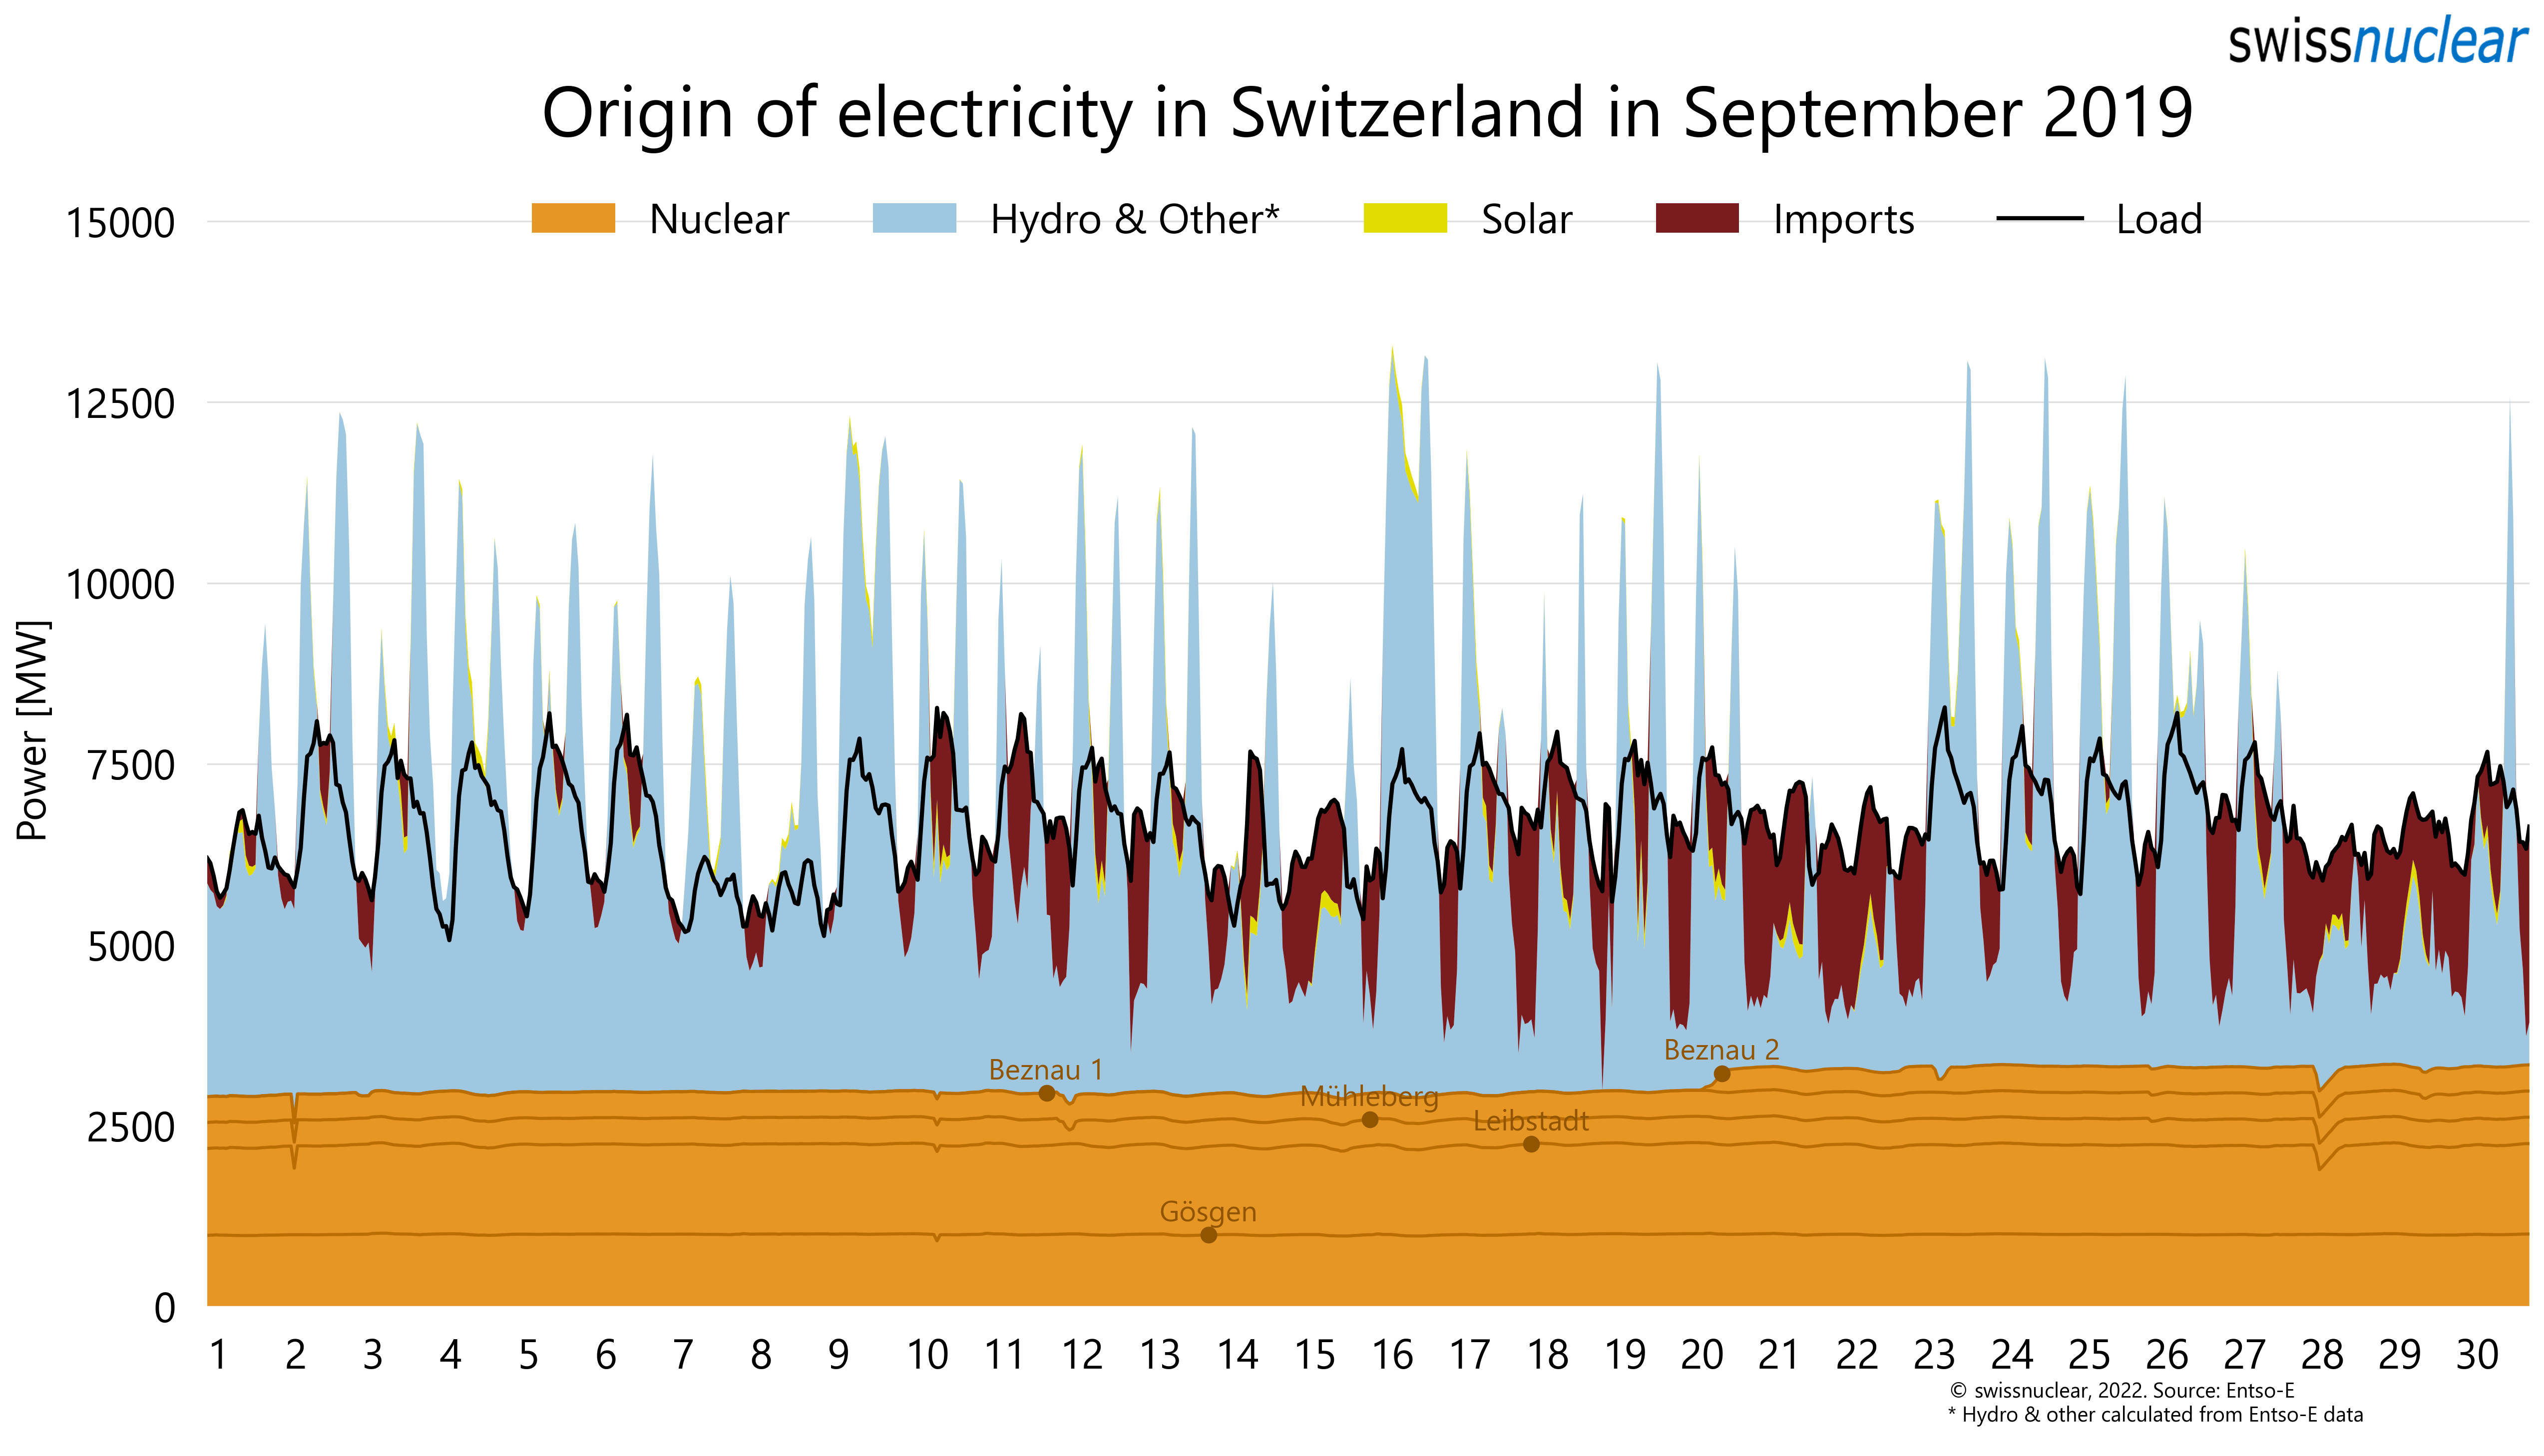 swissnuclear
Origin of electricity in Switzerland in September 2019
Nuclear Hydro & Other* Solar Imports Load
15000
12500
10000
7500
5000
2500
0
Power [MW]
Beznau 1
Beznau 2
Mühleberg
Leibstadt
Gösgen
1 2 3 4 5 6 7 8 9 10 11 12 13 14 15 16 17 18 19 20 21 22 23 24 25 26 27 28 29 30
© swissnuclear, 2022. Source: Entso-E
* Hydro & other calculated from Entso-E data